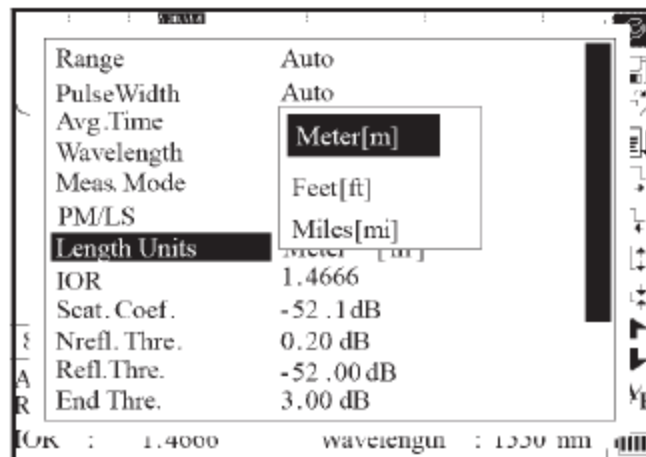 Range Auto
PulseWidth Auto
Avg.Time
Wavelength
Meas. Mode
PM/LS
Length Units Meter [m]
Meter[m]
Feet[ft]
Miles[mi]
IOR 1.4666
Scat. Coef. -52 .1dB
Nrefl. Thre. 0.20 dB
Refl.Thre. -52 .00 dB
End Thre. 3.00 dB
IOR : 1.4666 Wavelength : 1550 nm